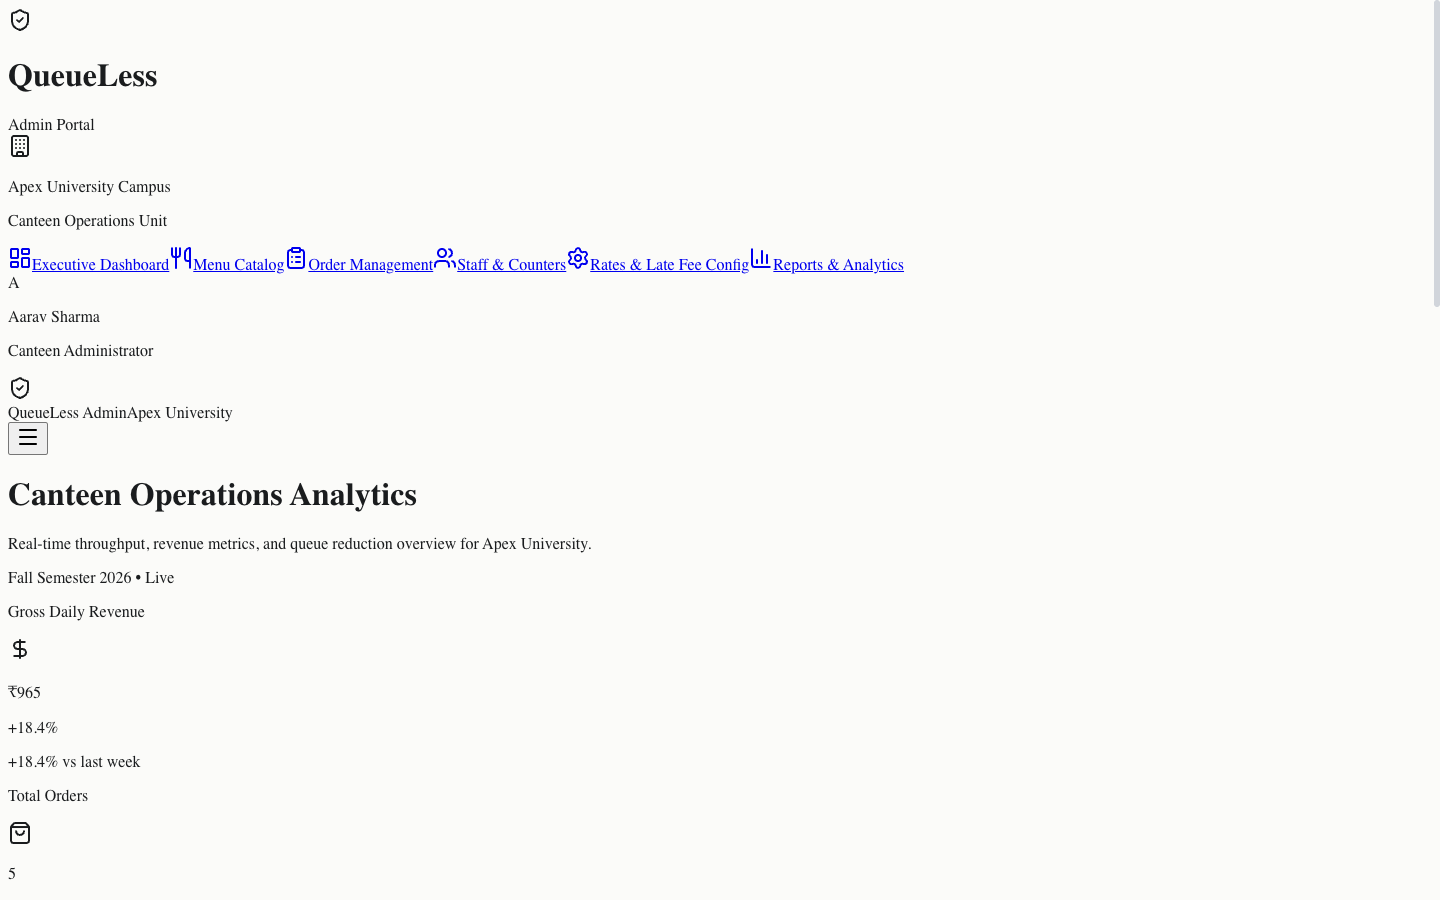 QueueLess
Admin Portal
Apex University Campus
Canteen Operations Unit
Executive Dashboard Menu Catalog Order Management Staff & Counters Rates & Late Fee Config Reports & Analytics
A
Aarav Sharma
Canteen Administrator
QueueLess AdminApex University
Canteen Operations Analytics
Real-time throughput, revenue metrics, and queue reduction overview for Apex University.
Fall Semester 2026 • Live
Gross Daily Revenue
₹965
+18.4%
+18.4% vs last week
Total Orders
5